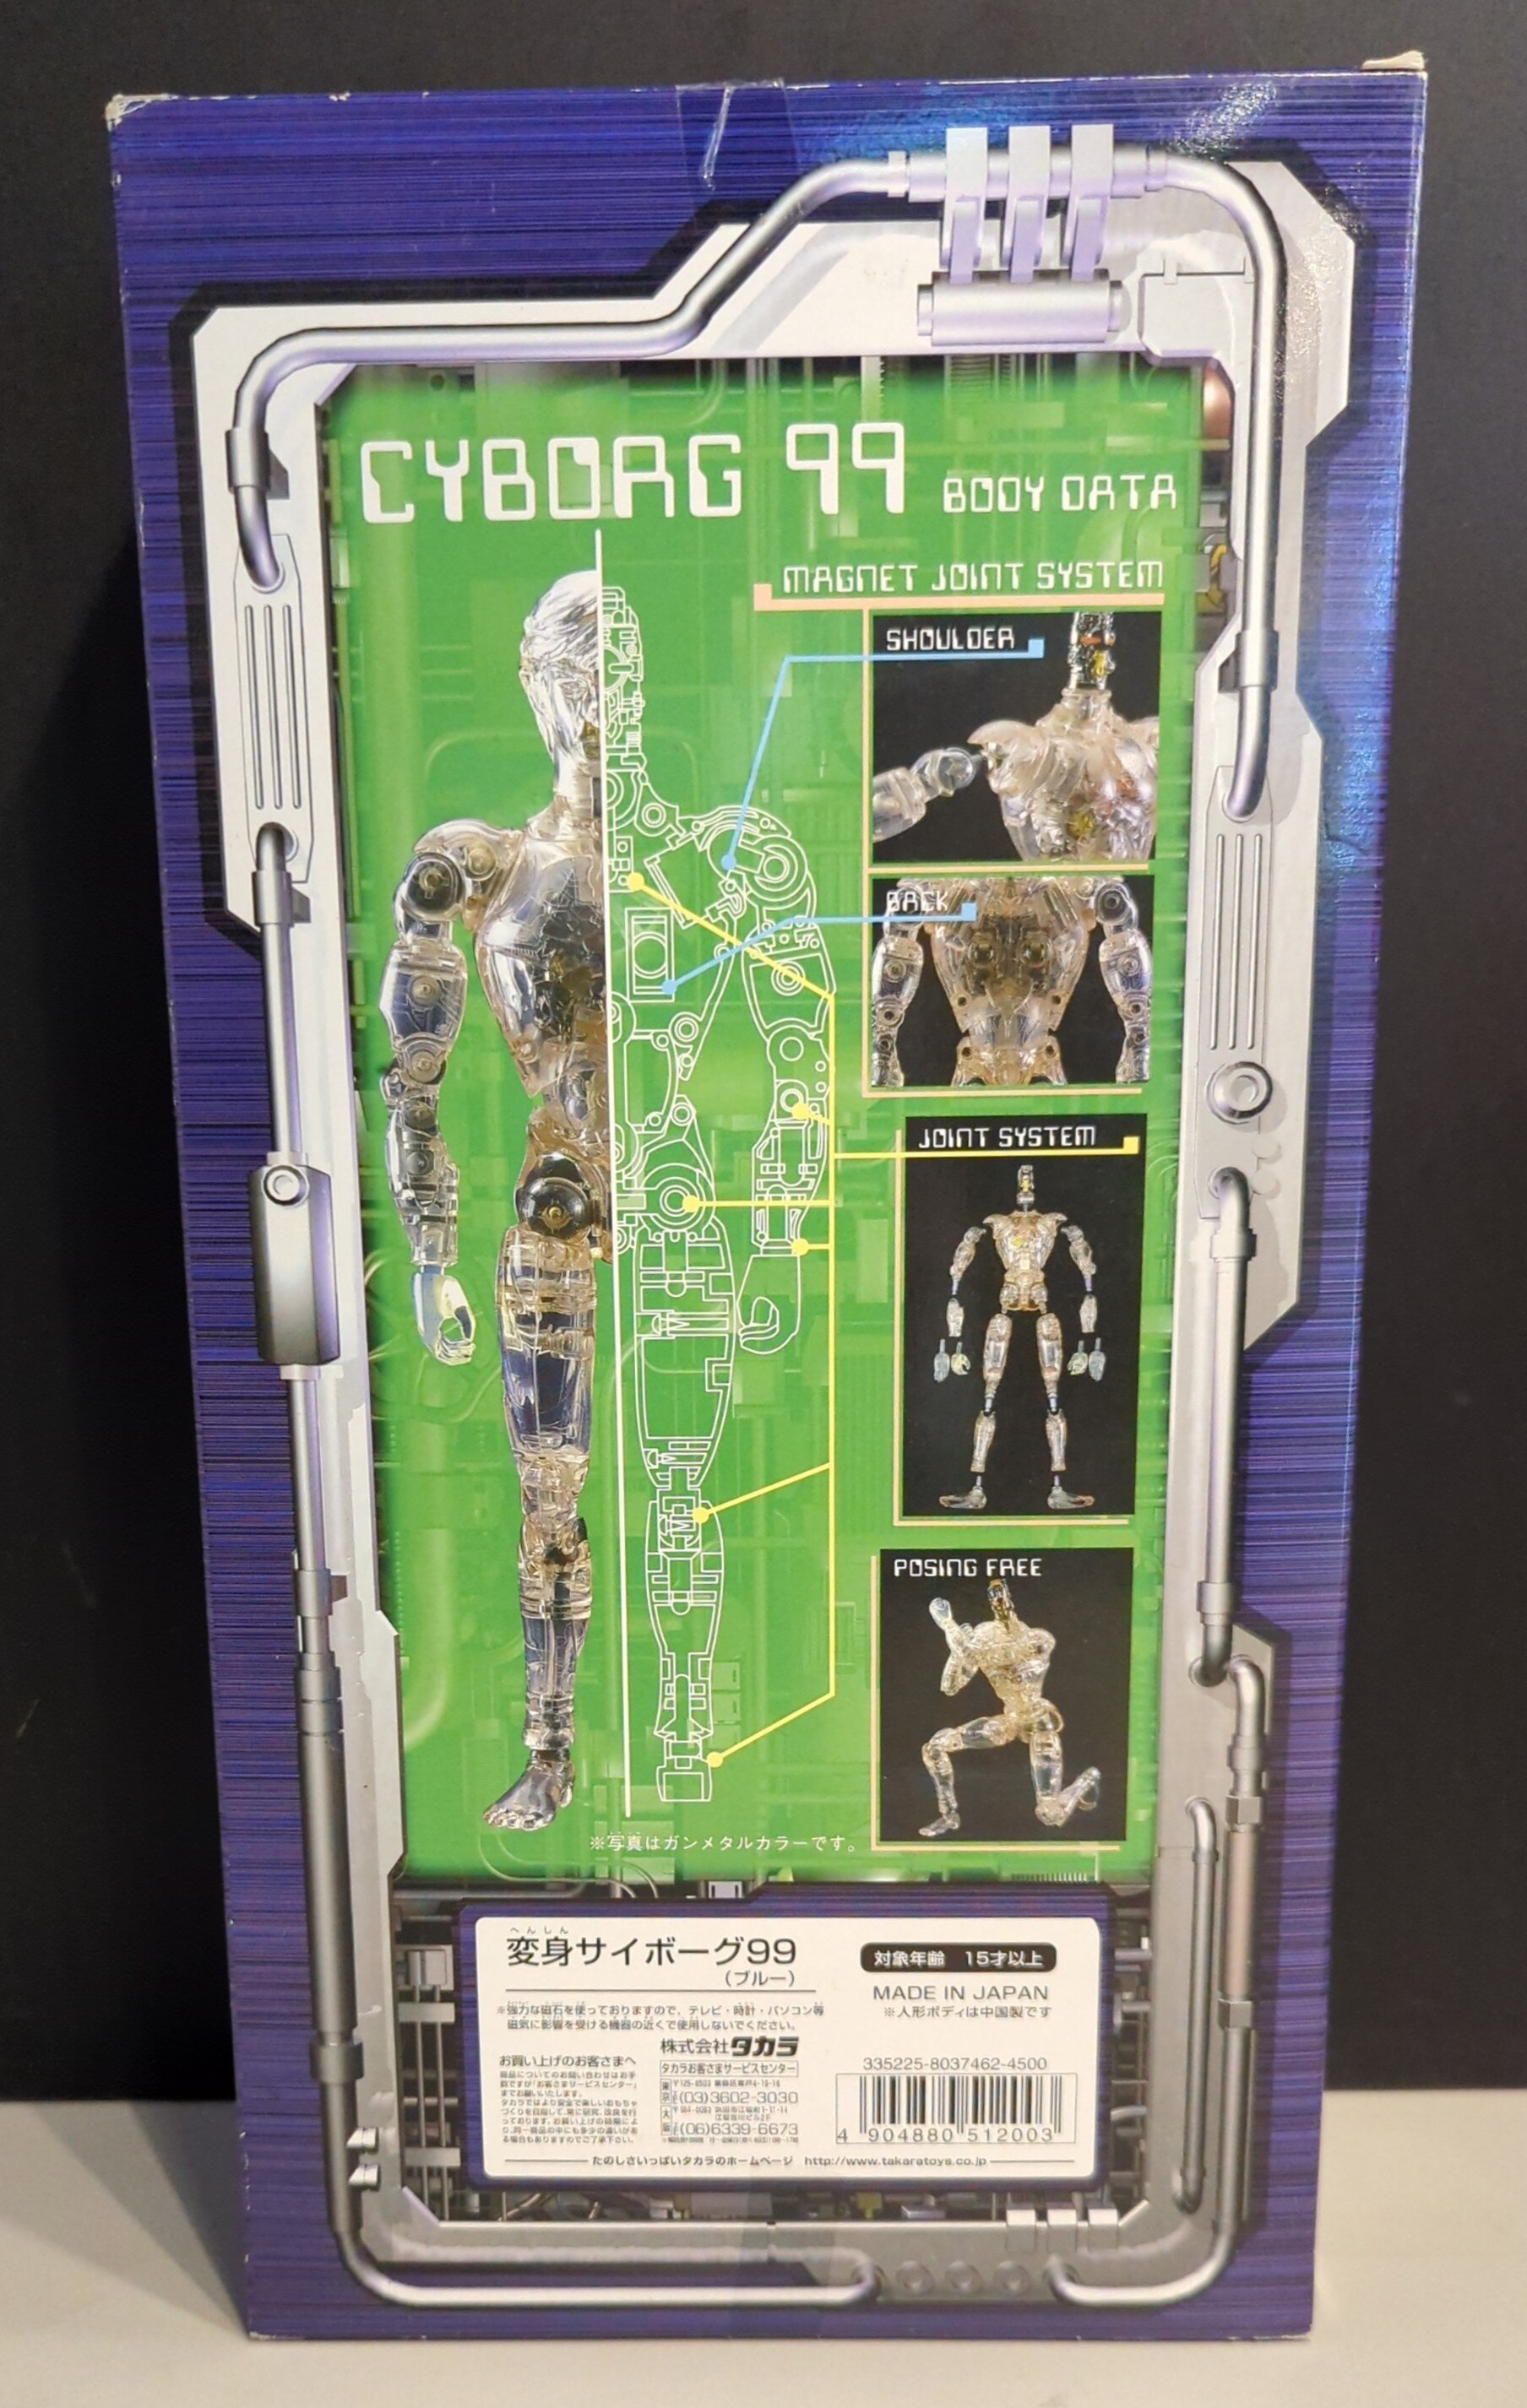 CYBORG 99 BODY DATA
MAGNET JOINT SYSTEM
SHOULDER
BACK
JOINT SYSTEM
POSING FREE
※写真はガンメタルカラーです。
へんしん
変身サイボーグ99
（ブルー）
※強力な磁石を使っておりますので、テレビ・時計・パソコン等
磁気に影響を受ける機器の近くで使用しないでください。
株式会社タカラ
お買い上げのお客さまへ
タカラお客さまサービスセンター
東京
(03)3602-3030
大阪
(06)6339-6673
対象年齢 15才以上
MADE IN JAPAN
※人形ボディは中国製です
335225-8037462-4500
4 904880 512003
たのしさいっぱいタカラのホームページ http://www.takaratoys.co.jp